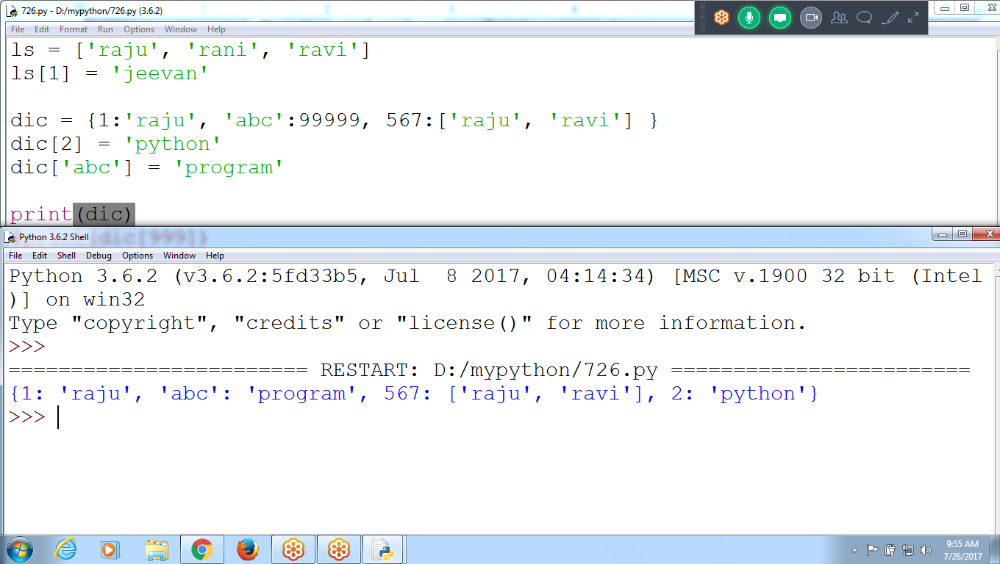 726.py - D:/mypython/726.py (3.6.2)
File Edit Format Run Options Window Help
ls = ['raju', 'rani', 'ravi']
ls[1] = 'jeevan'
dic = {1:'raju', 'abc':99999, 567:['raju', 'ravi'] }
dic[2] = 'python'
dic['abc'] = 'program'
print(dic)
(dic[999])
Python 3.6.2 Shell
File Edit Shell Debug Options Window Help
Python 3.6.2 (v3.6.2:5fd33b5, Jul  8 2017, 04:14:34) [MSC v.1900 32 bit (Intel
)] on win32
Type "copyright", "credits" or "license()" for more information.
>>>
======================== RESTART: D:/mypython/726.py ========================
{1: 'raju', 'abc': 'program', 567: ['raju', 'ravi'], 2: 'python'}
>>>
9:55 AM
7/26/2017